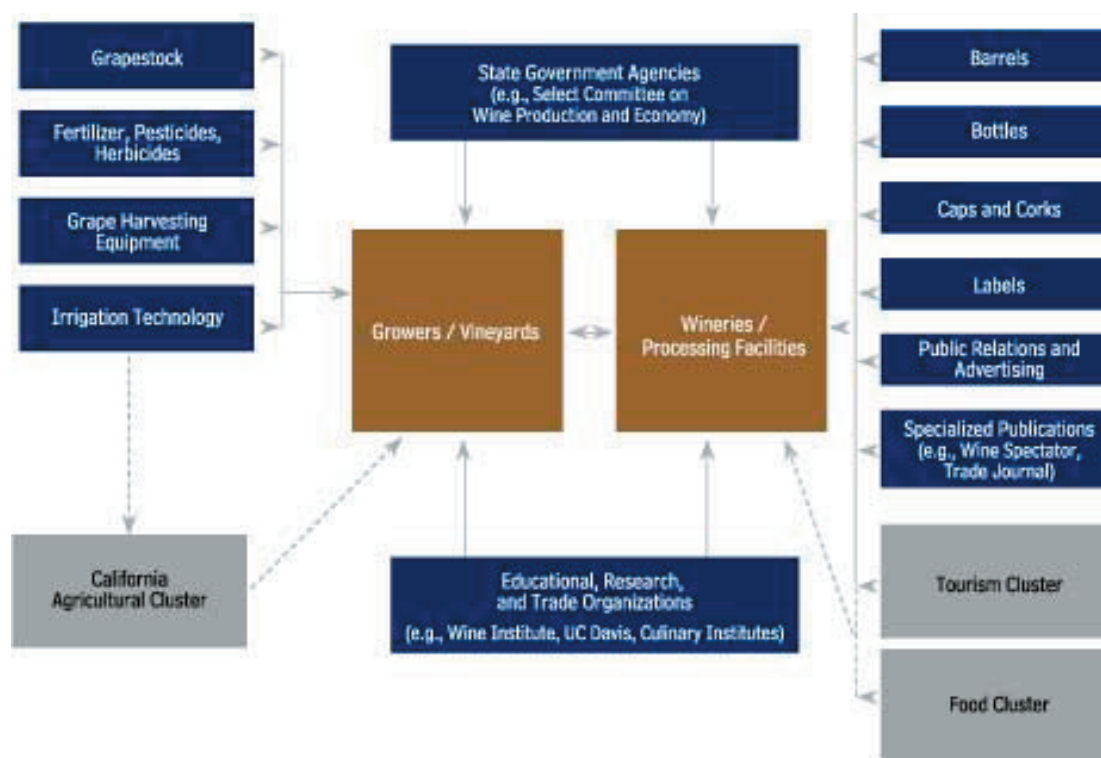 Grapestock
Fertilizer, Pesticides,
Herbicides
Grape Harvesting
Equipment
Irrigation Technology
California
Agricultural Cluster
State Government Agencies
(e.g., Select Committee on
Wine Production and Economy)
Growers / Vineyards
Wineries /
Processing Facilities
Educational, Research,
and Trade Organizations
(e.g., Wine Institute, UC Davis, Culinary Institutes)
Barrels
Bottles
Caps and Corks
Labels
Public Relations and
Advertising
Specialized Publications
(e.g., Wine Spectator,
Trade Journal)
Tourism Cluster
Food Cluster